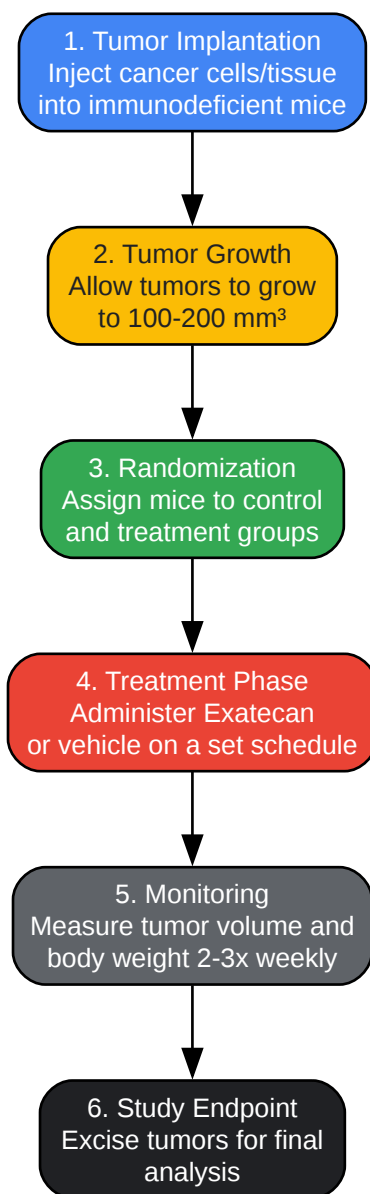 1. Tumor Implantation
Inject cancer cells/tissue
into immunodeficient mice
2. Tumor Growth
Allow tumors to grow
to 100-200 mm³
3. Randomization
Assign mice to control
and treatment groups
4. Treatment Phase
Administer Exatecan
or vehicle on a set schedule
5. Monitoring
Measure tumor volume and
body weight 2-3x weekly
6. Study Endpoint
Excise tumors for final
analysis